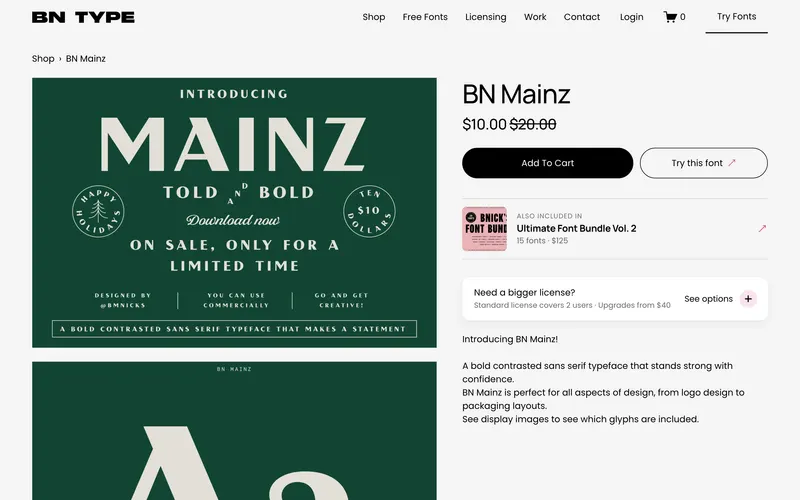 BN TYPE
Shop Free Fonts Licensing Work Contact Login 0 Try Fonts
Shop › BN Mainz
INTRODUCING
MAINZ
TOLD AND BOLD
HAPPY HOLIDAYS
TEN $10 DOLLARS
Download now
ON SALE, ONLY FOR A
LIMITED TIME
DESIGNED BY
@BMNICKS
YOU CAN USE
COMMERCIALLY
GO AND GET
CREATIVE!
A BOLD CONTRASTED SANS SERIF TYPEFACE THAT MAKES A STATEMENT
BN MAINZ
Aa
BN Mainz
$10.00 $20.00
Add To Cart
Try this font
BNICK'S
FONT BUND
ALSO INCLUDED IN
Ultimate Font Bundle Vol. 2
15 fonts · $125
Need a bigger license?
Standard license covers 2 users · Upgrades from $40
See options +
Introducing BN Mainz!
A bold contrasted sans serif typeface that stands strong with
confidence.
BN Mainz is perfect for all aspects of design, from logo design to
packaging layouts.
See display images to see which glyphs are included.